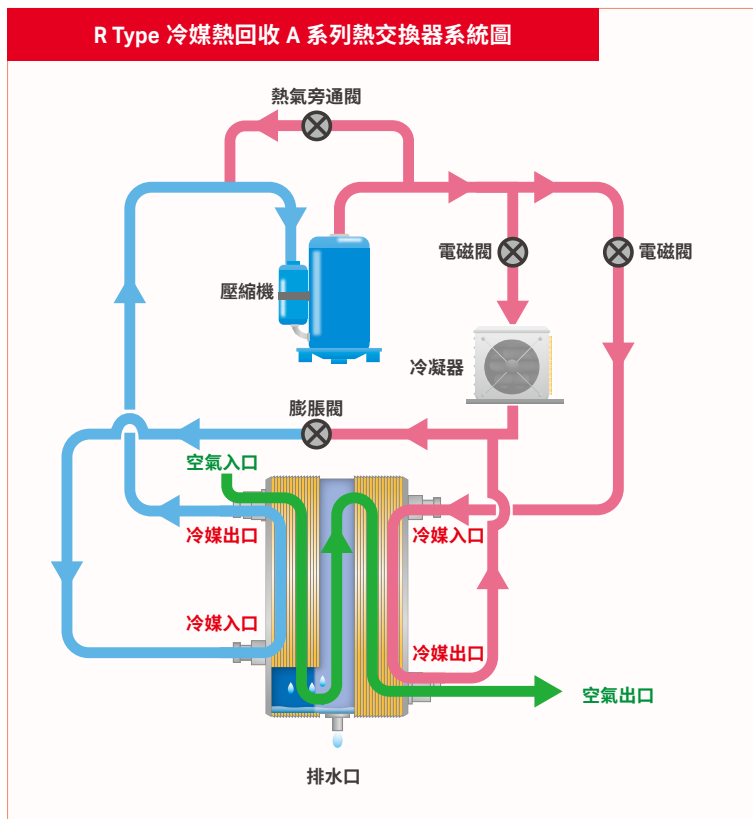 R Type 冷媒熱回收 A 系列熱交換器系統圖
熱氣旁通閥
電磁閥
電磁閥
壓縮機
冷凝器
膨脹閥
空氣入口
冷媒出口
冷媒入口
冷媒入口
冷媒出口
空氣出口
排水口